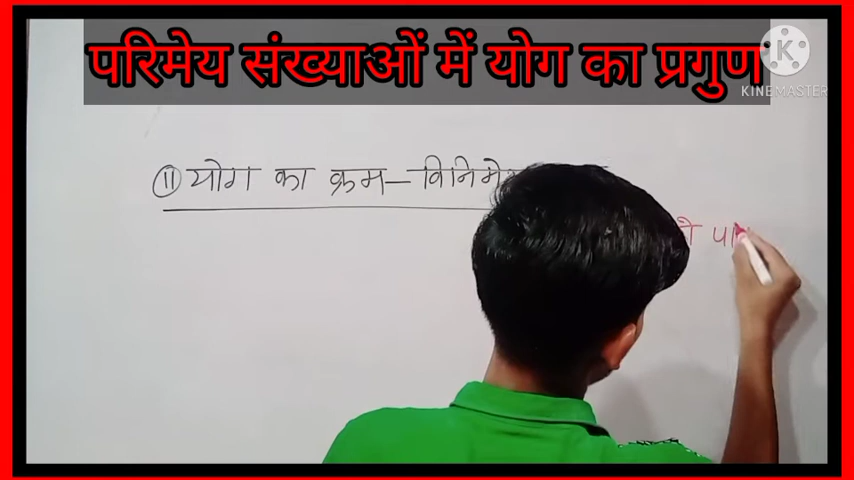 परिमेय संख्याओं में योग का प्रगुण
KINEMASTER
(II) योग का क्रम-